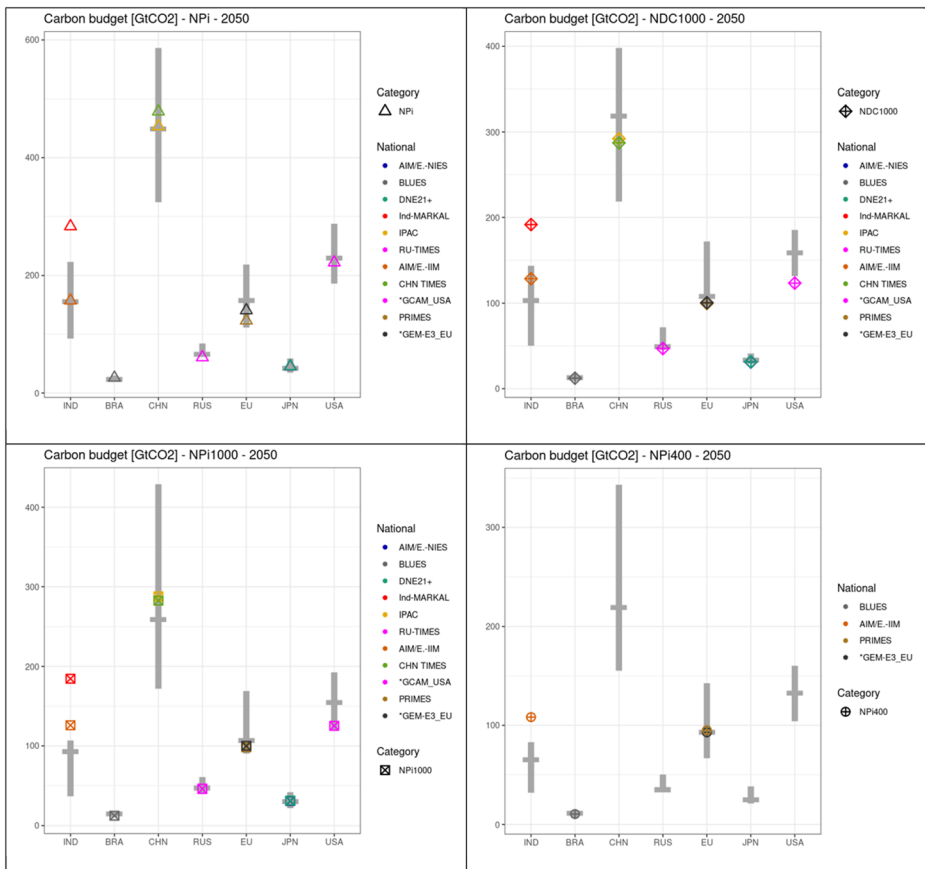 Carbon budget [GtCO2] - NPi - 2050
600
400
200
0
IND BRA CHN RUS EU JPN USA
Category
NPi
National
AIM/E.-NIES
BLUES
DNE21+
Ind-MARKAL
IPAC
RU-TIMES
AIM/E.-IIM
CHN TIMES
*GCAM_USA
PRIMES
*GEM-E3_EU
Carbon budget [GtCO2] - NDC1000 - 2050
400
300
200
100
0
IND BRA CHN RUS EU JPN USA
Category
NDC1000
National
AIM/E.-NIES
BLUES
DNE21+
Ind-MARKAL
IPAC
RU-TIMES
AIM/E.-IIM
CHN TIMES
*GCAM_USA
PRIMES
*GEM-E3_EU
Carbon budget [GtCO2] - NPi1000 - 2050
400
300
200
100
0
IND BRA CHN RUS EU JPN USA
National
AIM/E.-NIES
BLUES
DNE21+
Ind-MARKAL
IPAC
RU-TIMES
AIM/E.-IIM
CHN TIMES
*GCAM_USA
PRIMES
*GEM-E3_EU
Category
NPi1000
Carbon budget [GtCO2] - NPi400 - 2050
300
200
100
0
IND BRA CHN RUS EU JPN USA
National
BLUES
AIM/E.-IIM
PRIMES
*GEM-E3_EU
Category
NPi400